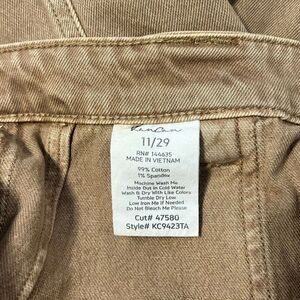 KanCan
11/29
RN# 144635
MADE IN VIETNAM
99% Cotton
1% Spandex
Machine Wash Me
Inside Out in Cold Water
Wash & Dry With Like Colors
Tumble Dry Low
Low Iron Me if Needed
Do Not Bleach Me Please
Cut# 47580
Style# KC9423TA